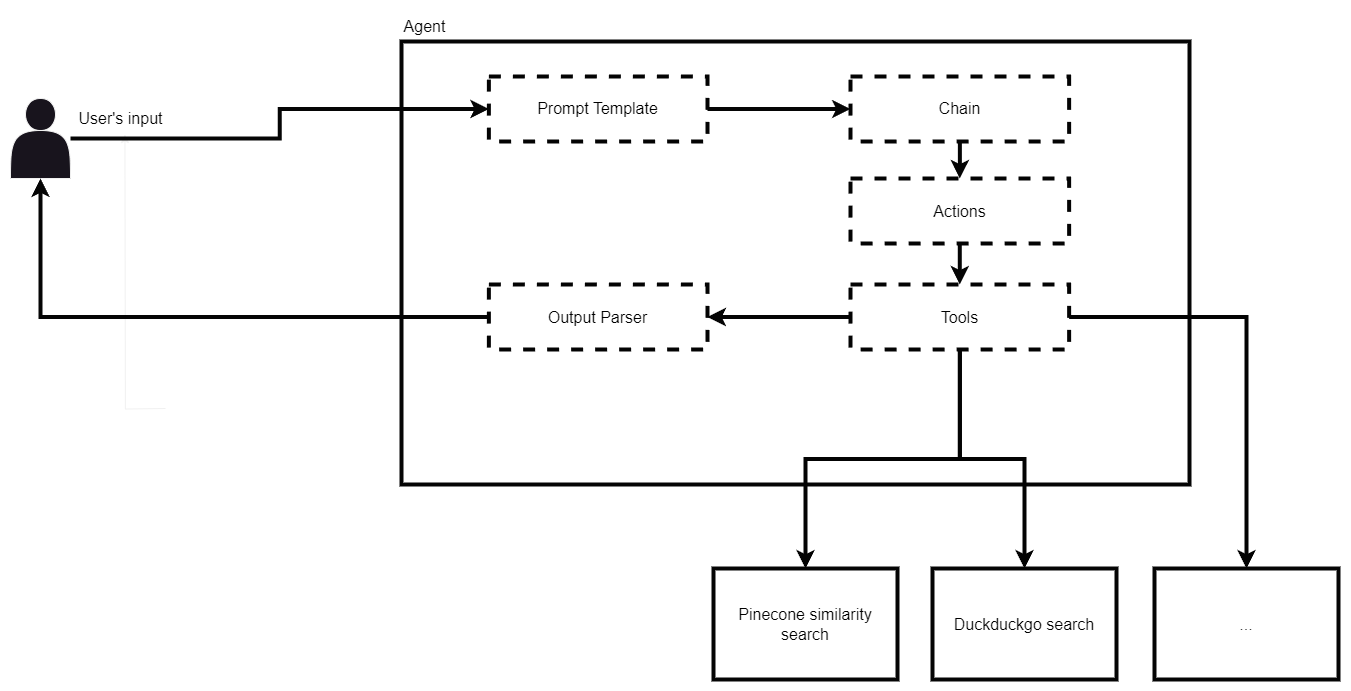 Agent
User's input
Prompt Template
Chain
Actions
Output Parser
Tools
Pinecone similarity
search
Duckduckgo search
...